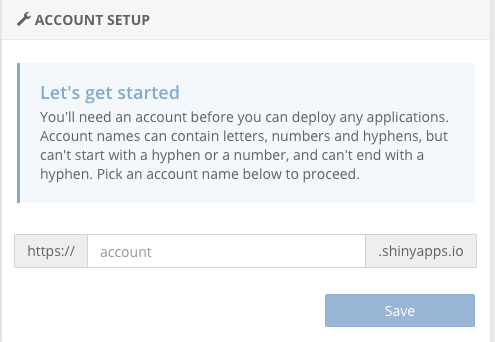 ACCOUNT SETUP
Let's get started
You'll need an account before you can deploy any applications.
Account names can contain letters, numbers and hyphens, but
can't start with a hyphen or a number, and can't end with a
hyphen. Pick an account name below to proceed.
https:// account .shinyapps.io
Save